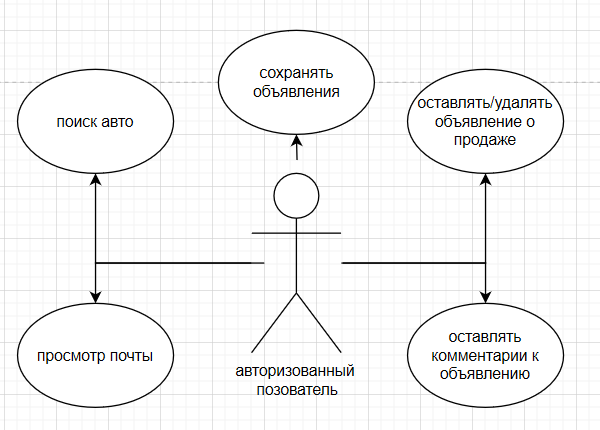 сохранять
объявления
поиск авто
оставлять/удалять
объявление о
продаже
просмотр почты
оставлять
комментарии к
объявлению
авторизованный
позователь